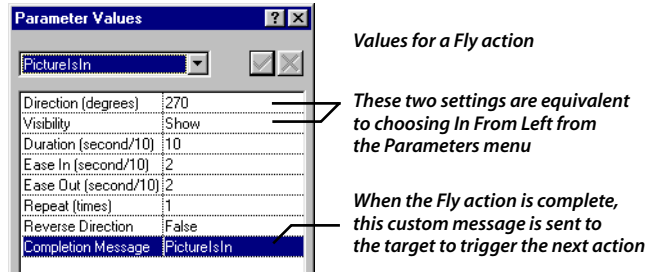 Parameter Values
PictureIsIn
Direction (degrees) 270
Visibility Show
Duration (second/10) 10
Ease In (second/10) 2
Ease Out (second/10) 2
Repeat (times) 1
Reverse Direction False
Completion Message PictureIsIn
Values for a Fly action
These two settings are equivalent
to choosing In From Left from
the Parameters menu
When the Fly action is complete,
this custom message is sent to
the target to trigger the next action